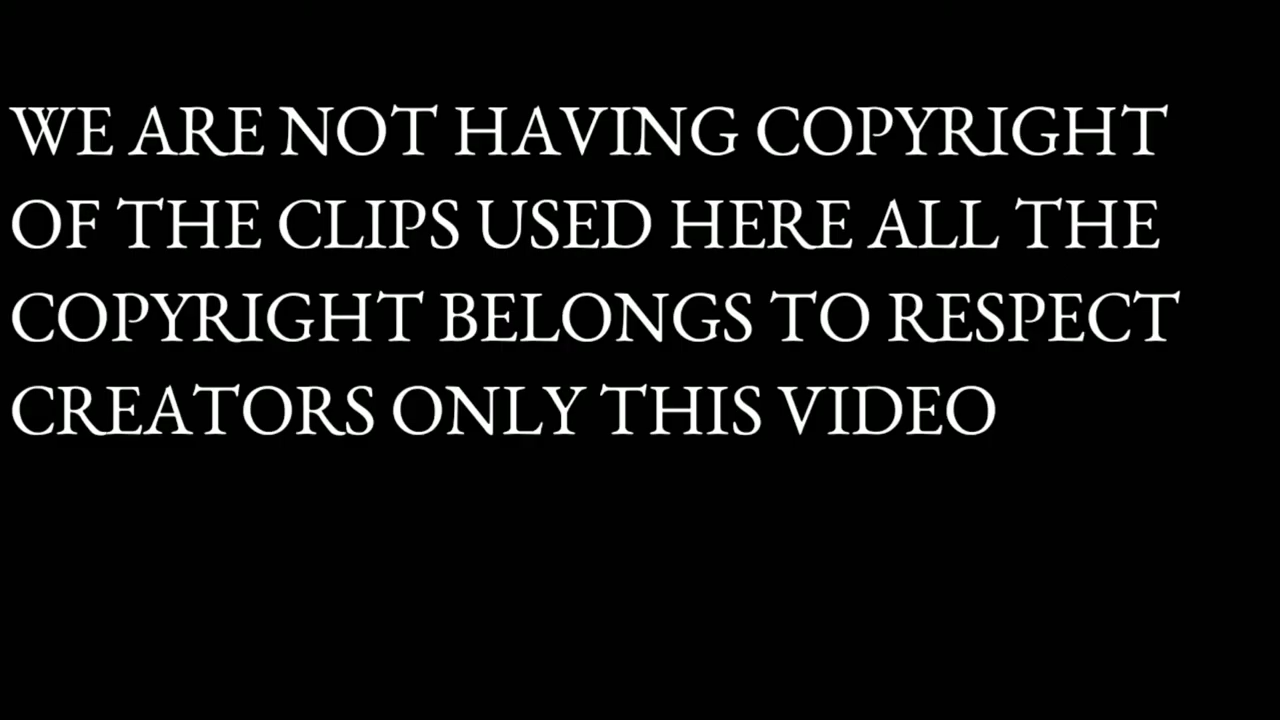 WE ARE NOT HAVING COPYRIGHT
OF THE CLIPS USED HERE ALL THE
COPYRIGHT BELONGS TO RESPECT
CREATORS ONLY THIS VIDEO